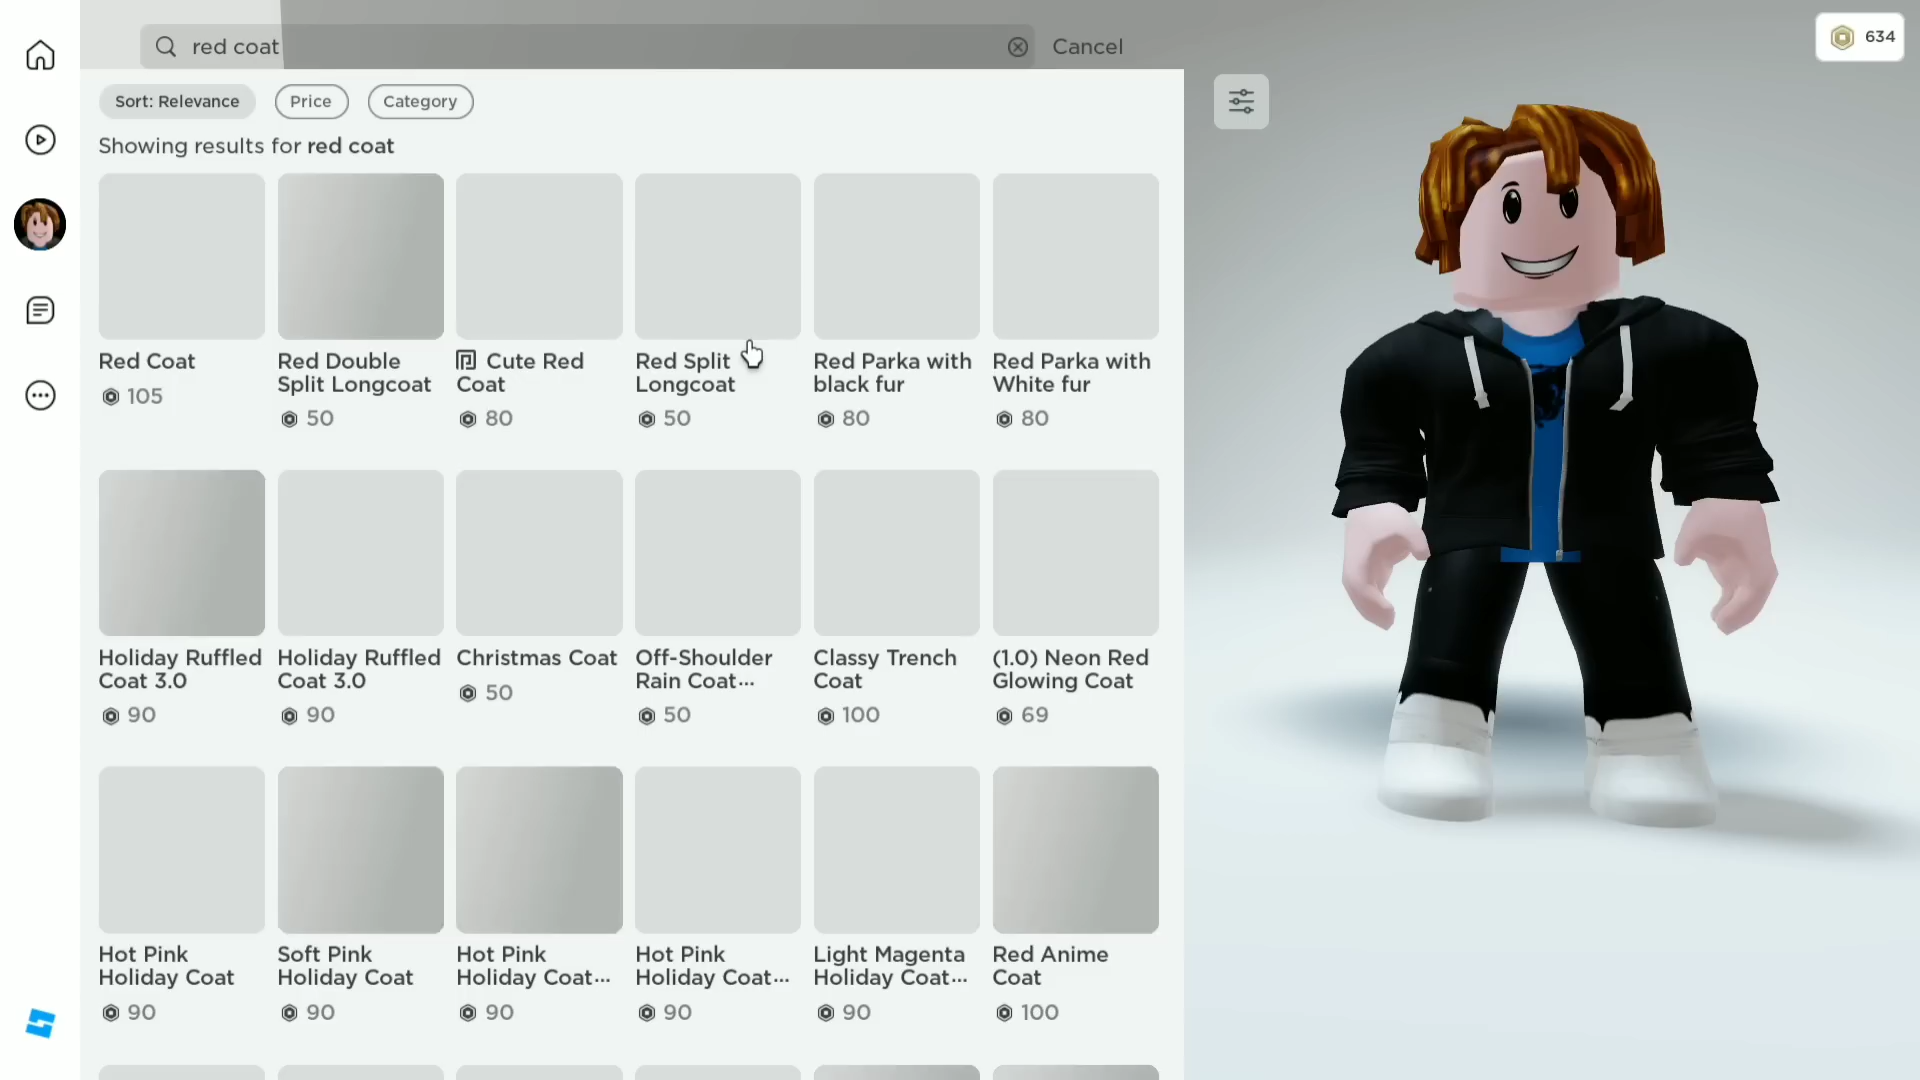 red coat
Cancel
634
Sort: Relevance
Price
Category
Showing results for red coat
Red Coat
105
Red Double
Split Longcoat
50
Cute Red
Coat
80
Red Split
Longcoat
50
Red Parka with
black fur
80
Red Parka with
White fur
80
Holiday Ruffled
Coat 3.0
90
Holiday Ruffled
Coat 3.0
90
Christmas Coat
50
Off-Shoulder
Rain Coat...
50
Classy Trench
Coat
100
(1.0) Neon Red
Glowing Coat
69
Hot Pink
Holiday Coat
90
Soft Pink
Holiday Coat
90
Hot Pink
Holiday Coat...
90
Hot Pink
Holiday Coat...
90
Light Magenta
Holiday Coat...
90
Red Anime
Coat
100